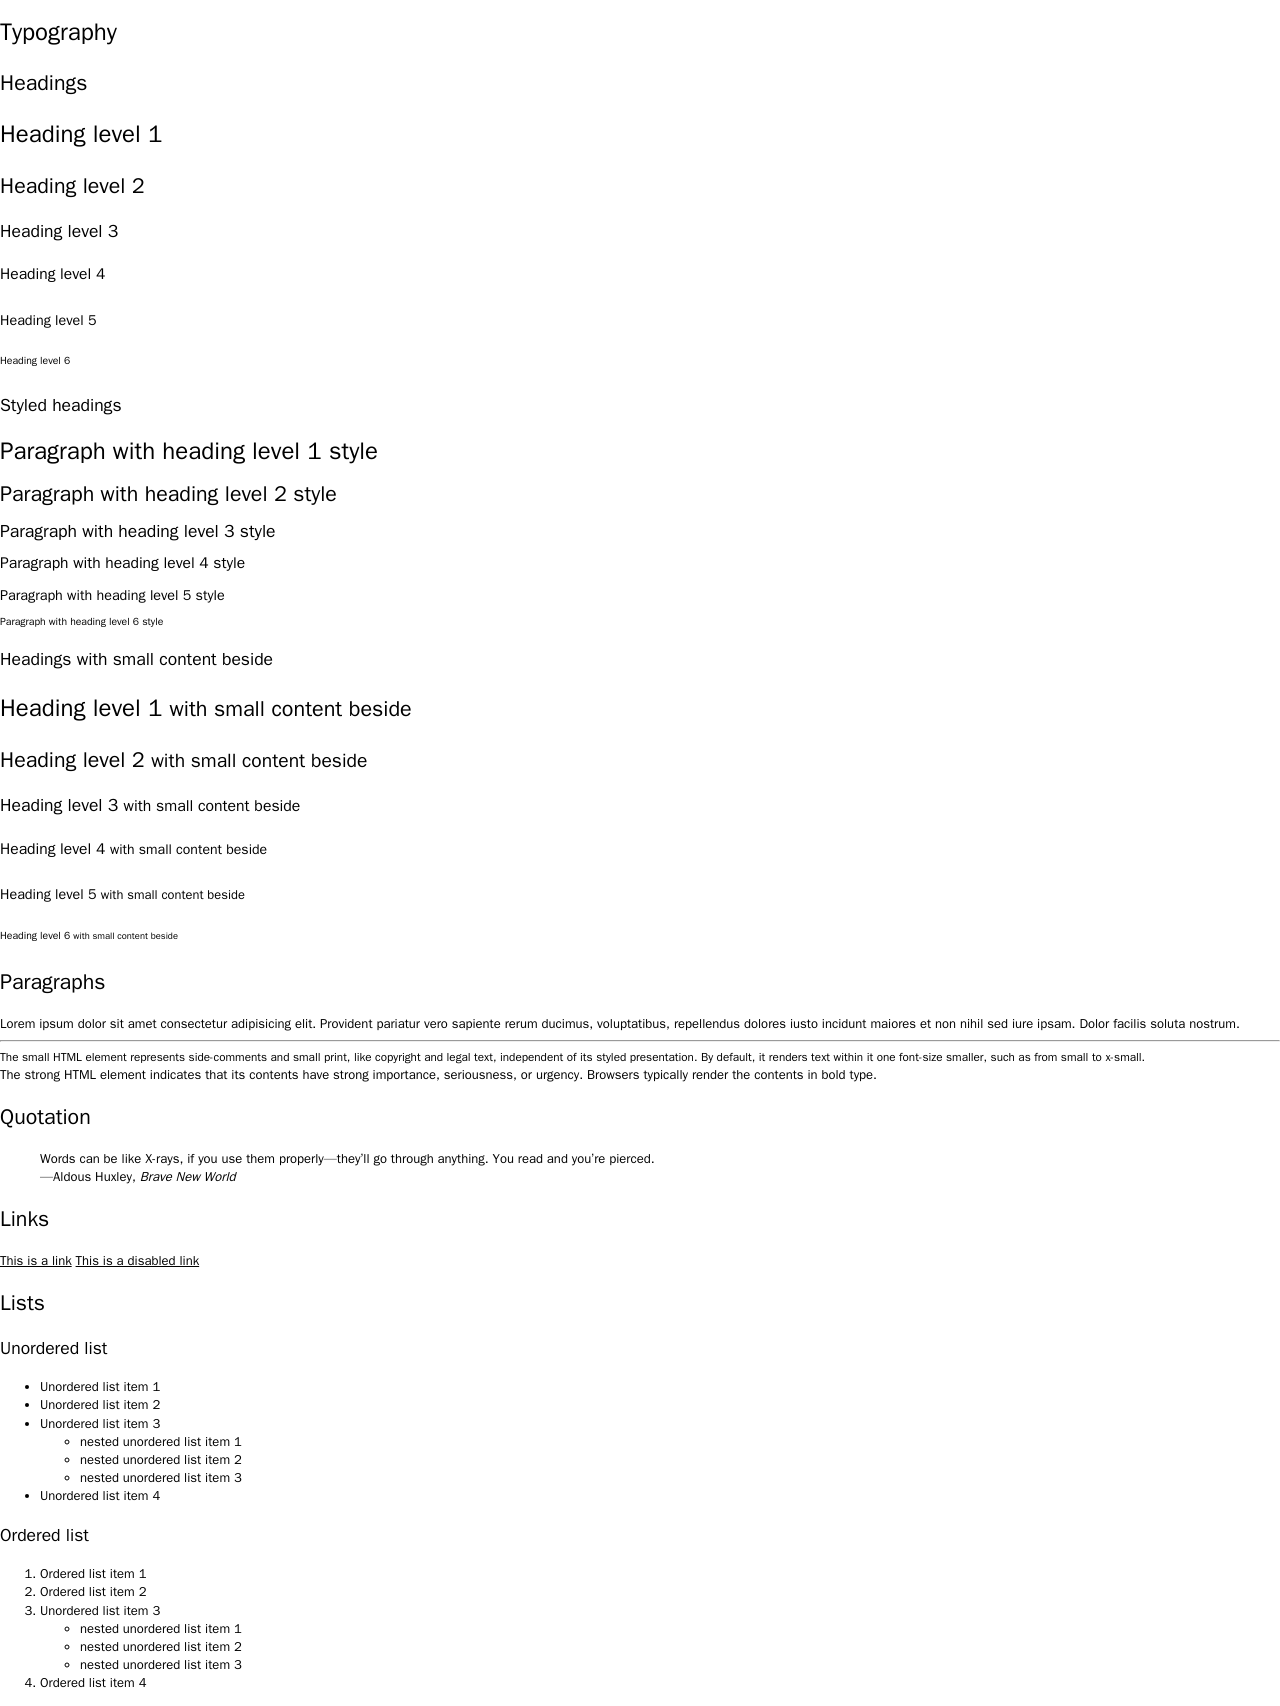 Typography
Headings
Heading level 1
Heading level 2
Heading level 3
Heading level 4
Heading level 5
Heading level 6
Styled headings
Paragraph with heading level 1 style
Paragraph with heading level 2 style
Paragraph with heading level 3 style
Paragraph with heading level 4 style
Paragraph with heading level 5 style
Paragraph with heading level 6 style
Headings with small content beside
Heading level 1 with small content beside
Heading level 2 with small content beside
Heading level 3 with small content beside
Heading level 4 with small content beside
Heading level 5 with small content beside
Heading level 6 with small content beside
Paragraphs
Lorem ipsum dolor sit amet consectetur adipisicing elit. Provident pariatur vero sapiente rerum ducimus, voluptatibus, repellendus dolores iusto incidunt maiores et non nihil sed iure ipsam. Dolor facilis soluta nostrum.
The small HTML element represents side-comments and small print, like copyright and legal text, independent of its styled presentation. By default, it renders text within it one font-size smaller, such as from small to x-small.
The strong HTML element indicates that its contents have strong importance, seriousness, or urgency. Browsers typically render the contents in bold type.
Quotation
Words can be like X-rays, if you use them properly—they’ll go through anything. You read and you’re pierced.
—Aldous Huxley, Brave New World
Links
This is a link This is a disabled link
Lists
Unordered list
• Unordered list item 1
• Unordered list item 2
• Unordered list item 3
◦ nested unordered list item 1
◦ nested unordered list item 2
◦ nested unordered list item 3
• Unordered list item 4
Ordered list
1. Ordered list item 1
2. Ordered list item 2
3. Unordered list item 3
◦ nested unordered list item 1
◦ nested unordered list item 2
◦ nested unordered list item 3
4. Ordered list item 4